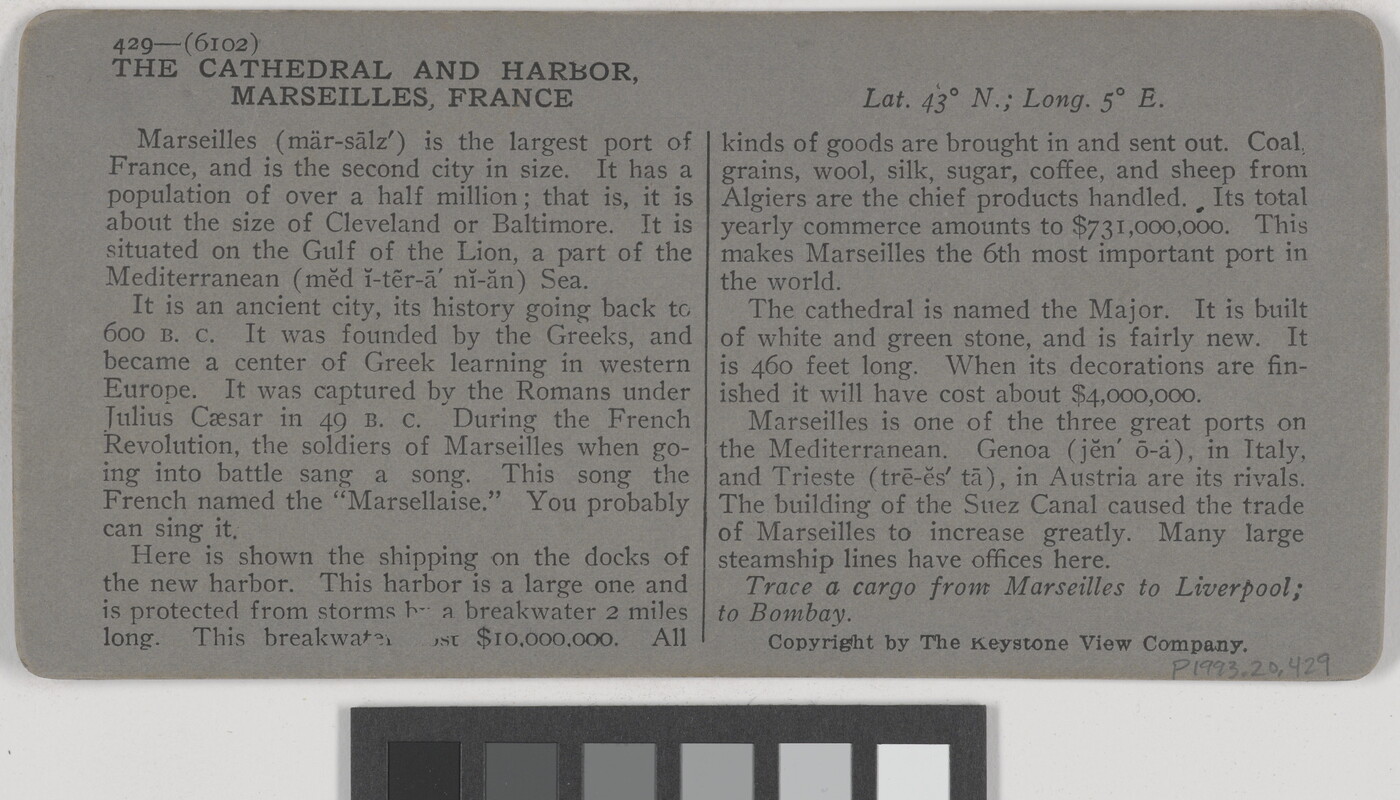 429—(6102)
THE CATHEDRAL AND HARBOR,
MARSEILLES, FRANCE
Marseilles (mär-sālz′) is the largest port of
France, and is the second city in size. It has a
population of over a half million; that is, it is
about the size of Cleveland or Baltimore. It is
situated on the Gulf of the Lion, a part of the
Mediterranean (mĕd ĭ-tẽr-ā′ nĭ-ăn) Sea.
It is an ancient city, its history going back to
600 B. C. It was founded by the Greeks, and
became a center of Greek learning in western
Europe. It was captured by the Romans under
Julius Cæsar in 49 B. C. During the French
Revolution, the soldiers of Marseilles when go-
ing into battle sang a song. This song the
French named the “Marsellaise.” You probably
can sing it.
Here is shown the shipping on the docks of
the new harbor. This harbor is a large one and
is protected from storms a breakwater 2 miles
long. This breakwater $10,000,000. All
Lat. 43° N.; Long. 5° E.
kinds of goods are brought in and sent out. Coal,
grains, wool, silk, sugar, coffee, and sheep from
Algiers are the chief products handled. Its total
yearly commerce amounts to $731,000,000. This
makes Marseilles the 6th most important port in
the world.
The cathedral is named the Major. It is built
of white and green stone, and is fairly new. It
is 460 feet long. When its decorations are fin-
ished it will have cost about $4,000,000.
Marseilles is one of the three great ports on
the Mediterranean. Genoa (jĕn′ ō-ȧ), in Italy,
and Trieste (trē-ĕs′ tā), in Austria are its rivals.
The building of the Suez Canal caused the trade
of Marseilles to increase greatly. Many large
steamship lines have offices here.
Trace a cargo from Marseilles to Liverpool;
to Bombay.
Copyright by The Keystone View Company.
P1993.20.429